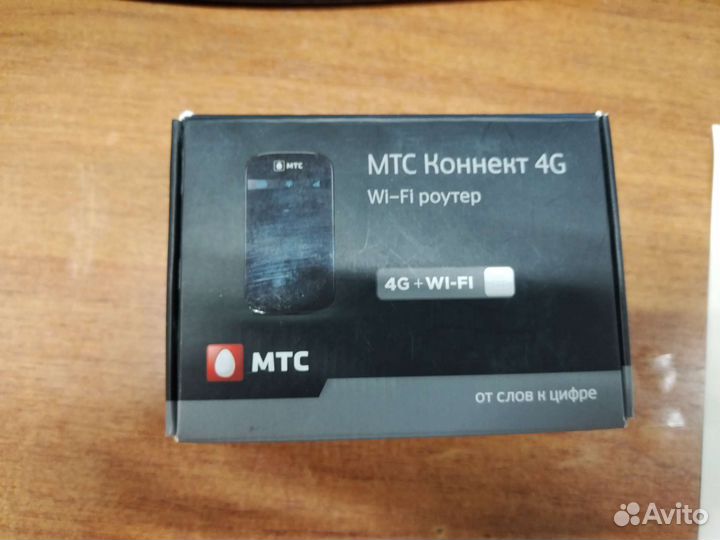 МТС
МТС Коннект 4G
Wi-Fi роутер
4G + WI-FI
МТС
от слов к цифре
Avito